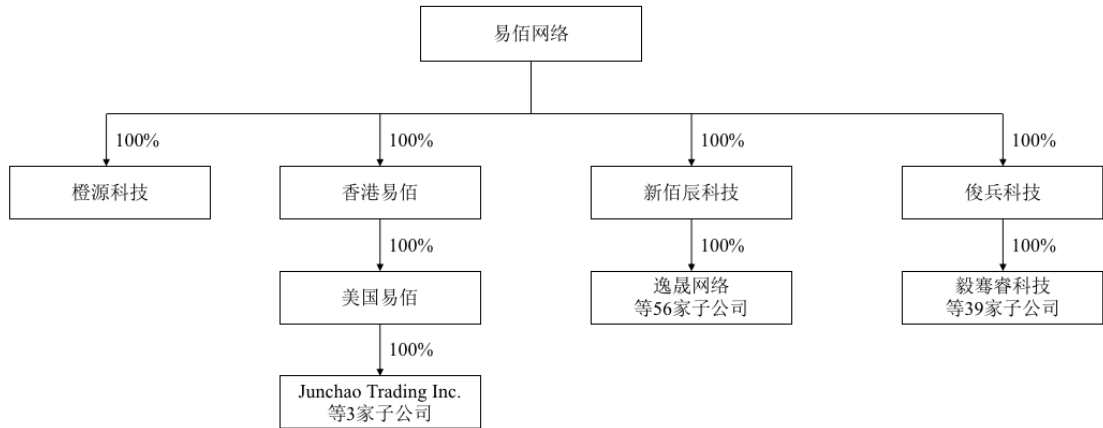 易佰网络
100%
100%
100%
100%
橙源科技
香港易佰
新佰辰科技
俊兵科技
100%
100%
100%
美国易佰
逸晟网络
等56家子公司
毅骞睿科技
等39家子公司
100%
Junchao Trading Inc.
等3家子公司